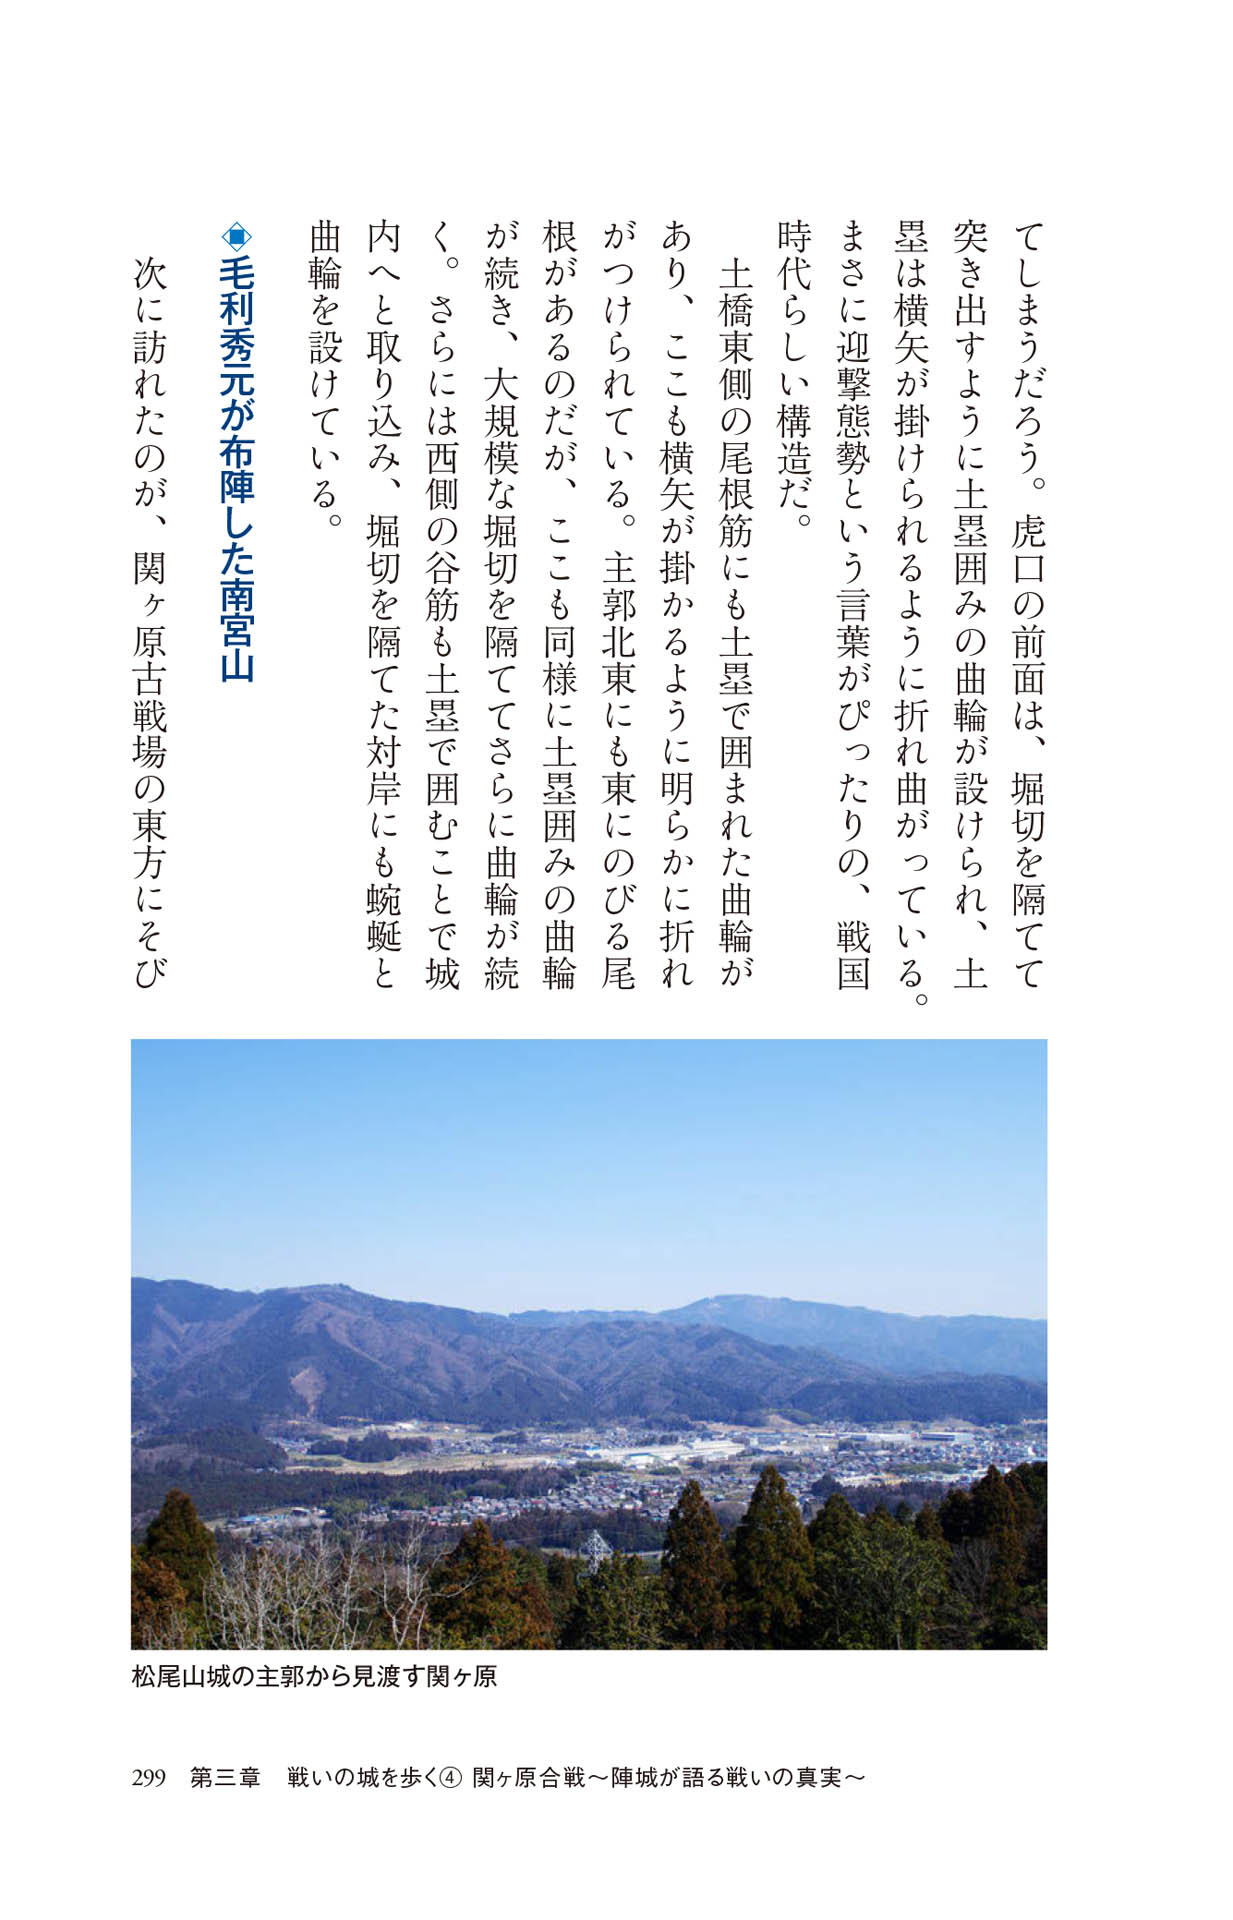 てしまうだろう。虎口の前面は、堀切を隔てて
突き出すように土塁囲みの曲輪が設けられ、土
塁は横矢が掛けられるように折れ曲がっている。
まさに迎撃態勢という言葉がぴったりの、戦国
時代らしい構造だ。
土橋東側の尾根筋にも土塁で囲まれた曲輪が
あり、ここも横矢が掛かるように明らかに折れ
がつけられている。主郭北東にも東にのびる尾
根があるのだが、ここも同様に土塁囲みの曲輪
が続き、大規模な堀切を隔ててさらに曲輪が続
く。さらには西側の谷筋も土塁で囲むことで城
内へと取り込み、堀切を隔てた対岸にも蜿蜒と
曲輪を設けている。
◈毛利秀元が布陣した南宮山
次に訪れたのが、関ヶ原古戦場の東方にそび
松尾山城の主郭から見渡す関ヶ原
299 第三章 戦いの城を歩く④ 関ヶ原合戦〜陣城が語る戦いの真実〜